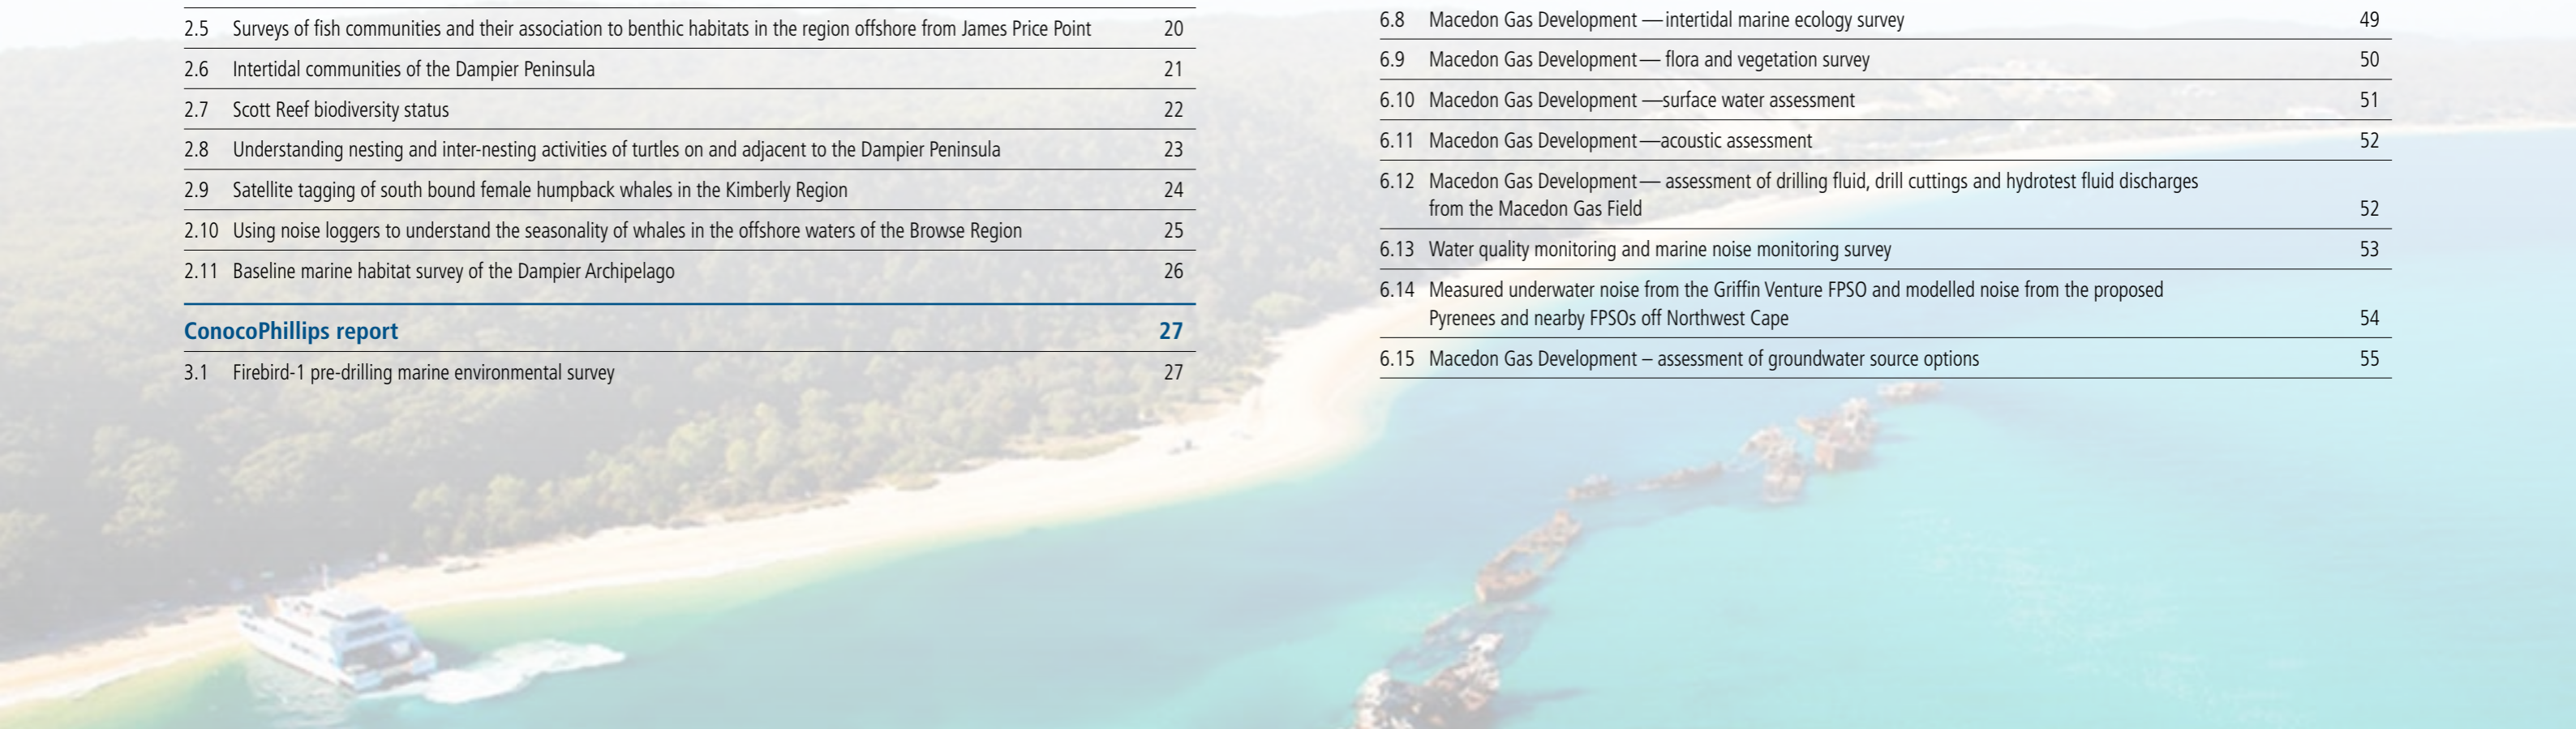 2.5 Surveys of fish communities and their association to benthic habitats in the region offshore from James Price Point 20
2.6 Intertidal communities of the Dampier Peninsula 21
2.7 Scott Reef biodiversity status 22
2.8 Understanding nesting and inter-nesting activities of turtles on and adjacent to the Dampier Peninsula 23
2.9 Satellite tagging of south bound female humpback whales in the Kimberly Region 24
2.10 Using noise loggers to understand the seasonality of whales in the offshore waters of the Browse Region 25
2.11 Baseline marine habitat survey of the Dampier Archipelago 26
ConocoPhillips report 27
3.1 Firebird-1 pre-drilling marine environmental survey 27
6.8 Macedon Gas Development —intertidal marine ecology survey 49
6.9 Macedon Gas Development— flora and vegetation survey 50
6.10 Macedon Gas Development —surface water assessment 51
6.11 Macedon Gas Development—acoustic assessment 52
6.12 Macedon Gas Development— assessment of drilling fluid, drill cuttings and hydrotest fluid discharges
from the Macedon Gas Field 52
6.13 Water quality monitoring and marine noise monitoring survey 53
6.14 Measured underwater noise from the Griffin Venture FPSO and modelled noise from the proposed
Pyrenees and nearby FPSOs off Northwest Cape 54
6.15 Macedon Gas Development – assessment of groundwater source options 55